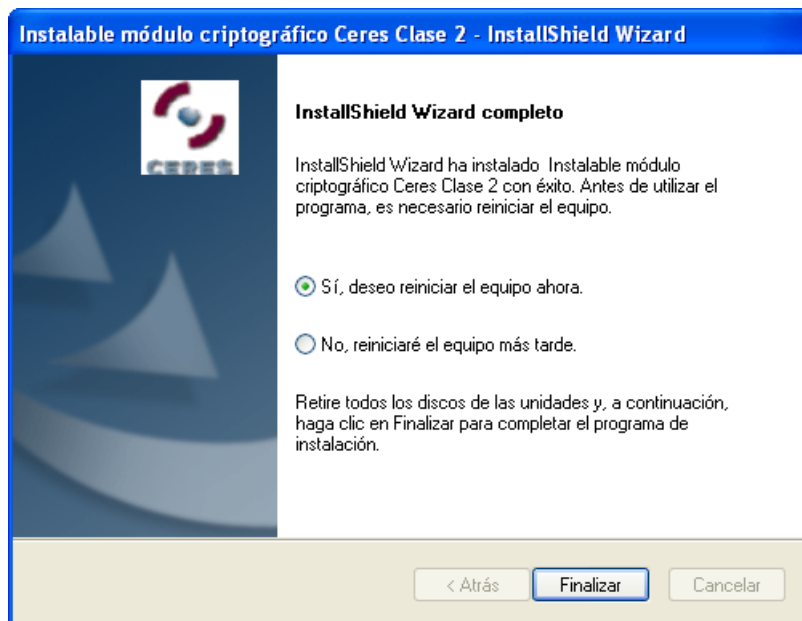 Instalable módulo criptográfico Ceres Clase 2 - InstallShield Wizard
CERES
InstallShield Wizard completo
InstallShield Wizard ha instalado Instalable módulo
criptográfico Ceres Clase 2 con éxito. Antes de utilizar el
programa, es necesario reiniciar el equipo.
Sí, deseo reiniciar el equipo ahora.
No, reiniciaré el equipo más tarde.
Retire todos los discos de las unidades y, a continuación,
haga clic en Finalizar para completar el programa de
instalación.
< Atrás Finalizar Cancelar